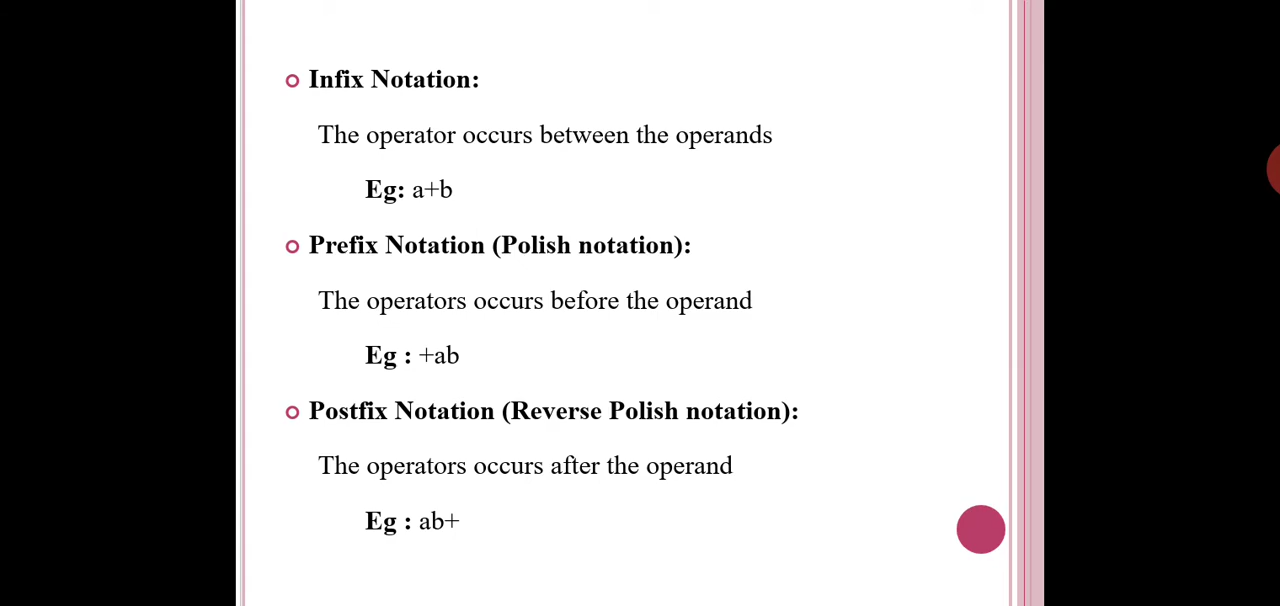 Infix Notation:
The operator occurs between the operands
Eg: a+b
Prefix Notation (Polish notation):
The operators occurs before the operand
Eg : +ab
Postfix Notation (Reverse Polish notation):
The operators occurs after the operand
Eg : ab+